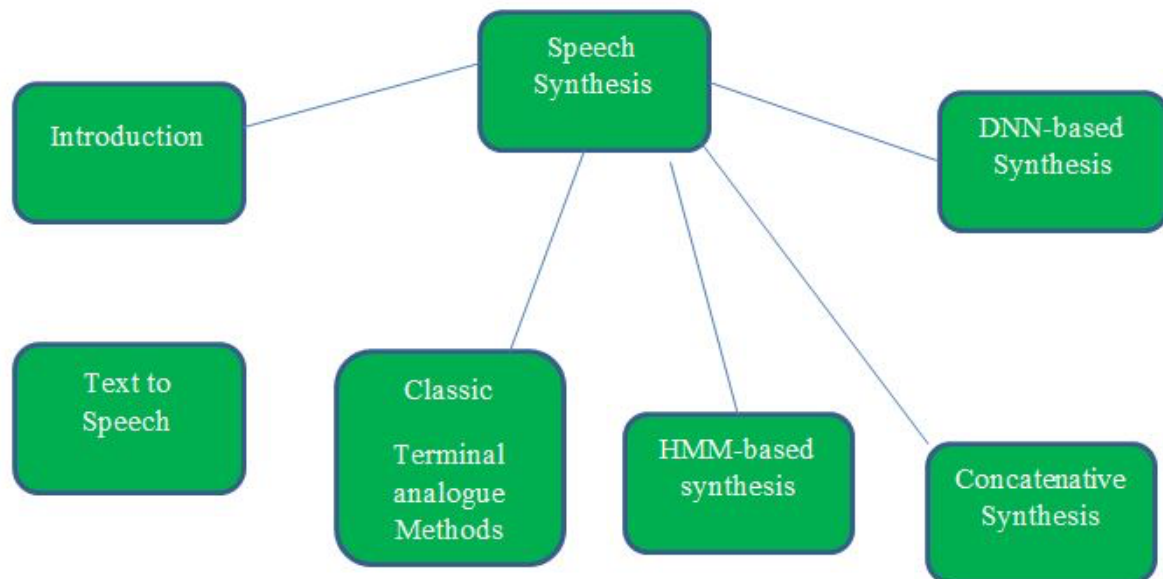 Speech
Synthesis
Introduction
DNN-based
Synthesis
Text to
Speech
Classic
Terminal
analogue
Methods
HMM-based
synthesis
Concatenative
Synthesis